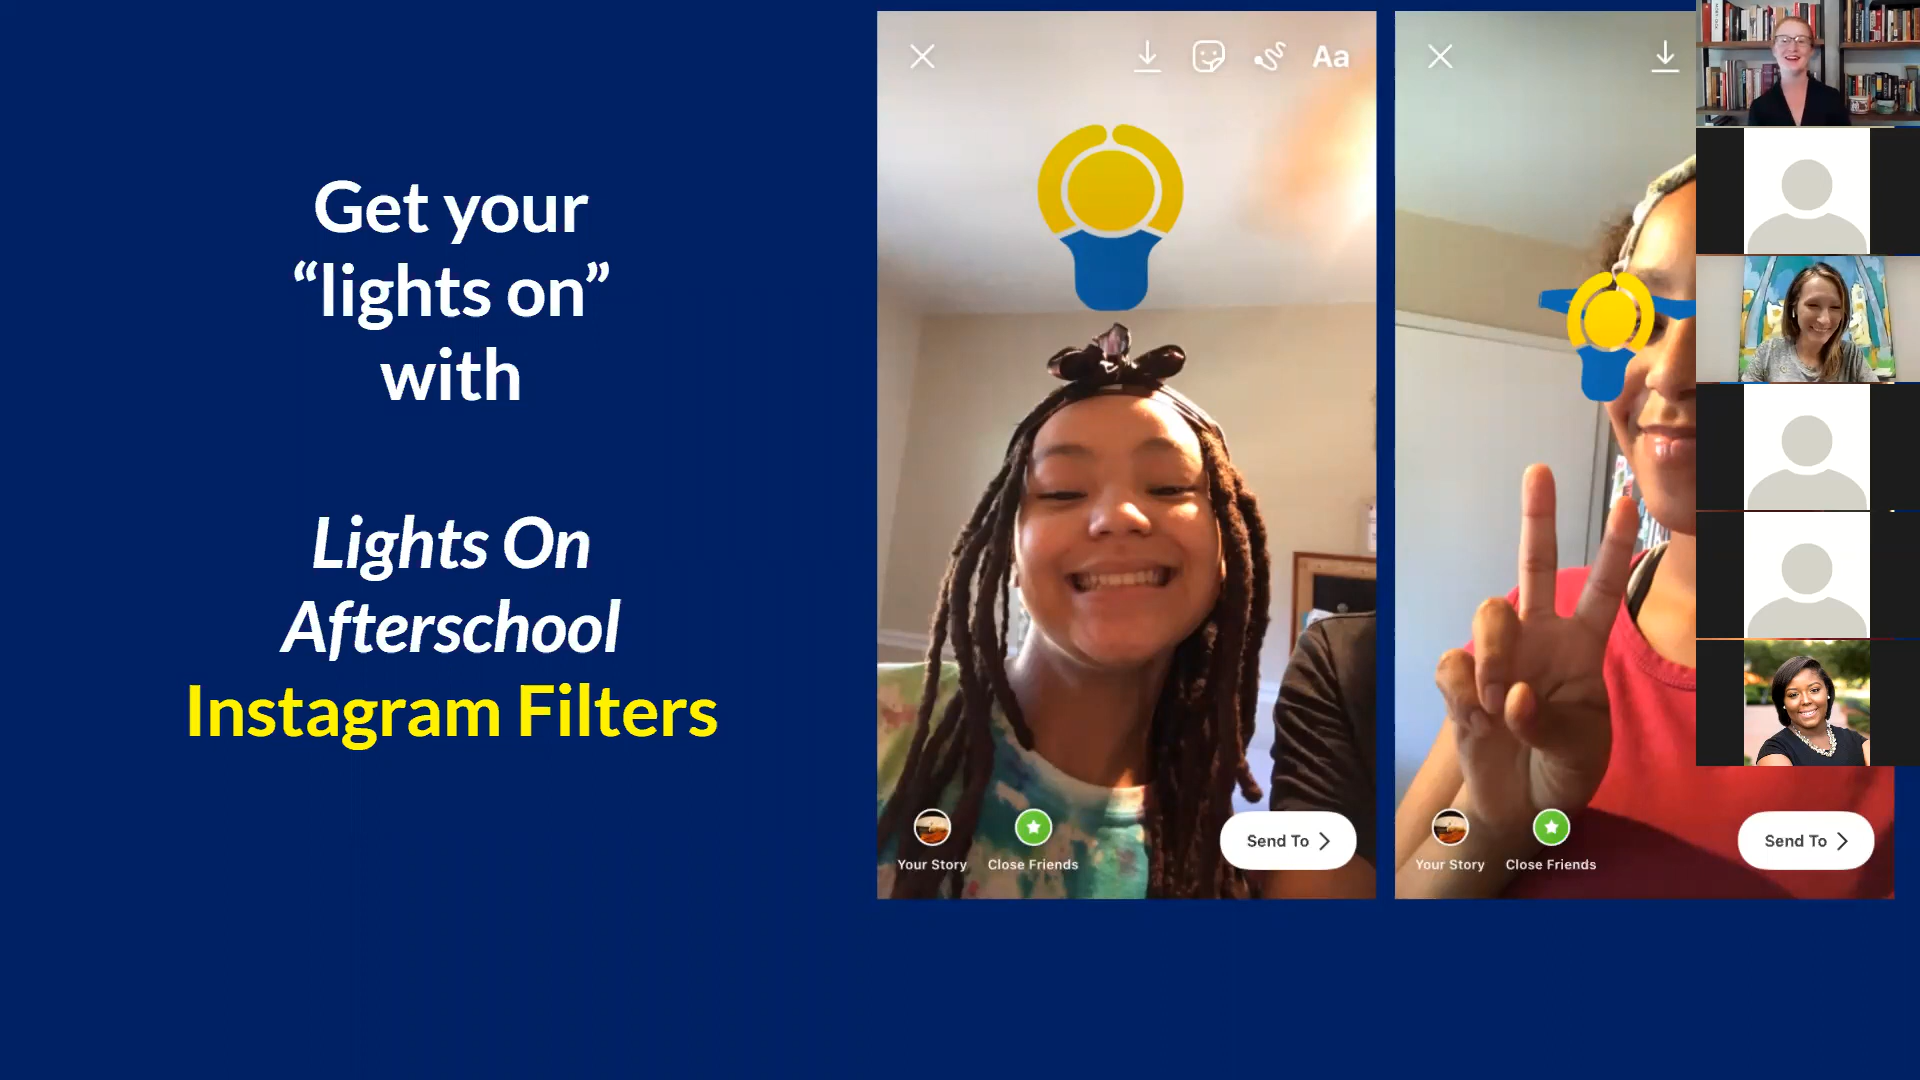 Get your
“lights on”
with
Lights On
Afterschool
Instagram Filters
Aa
Your Story
Close Friends
Send To
Your Story
Close Friends
Send To